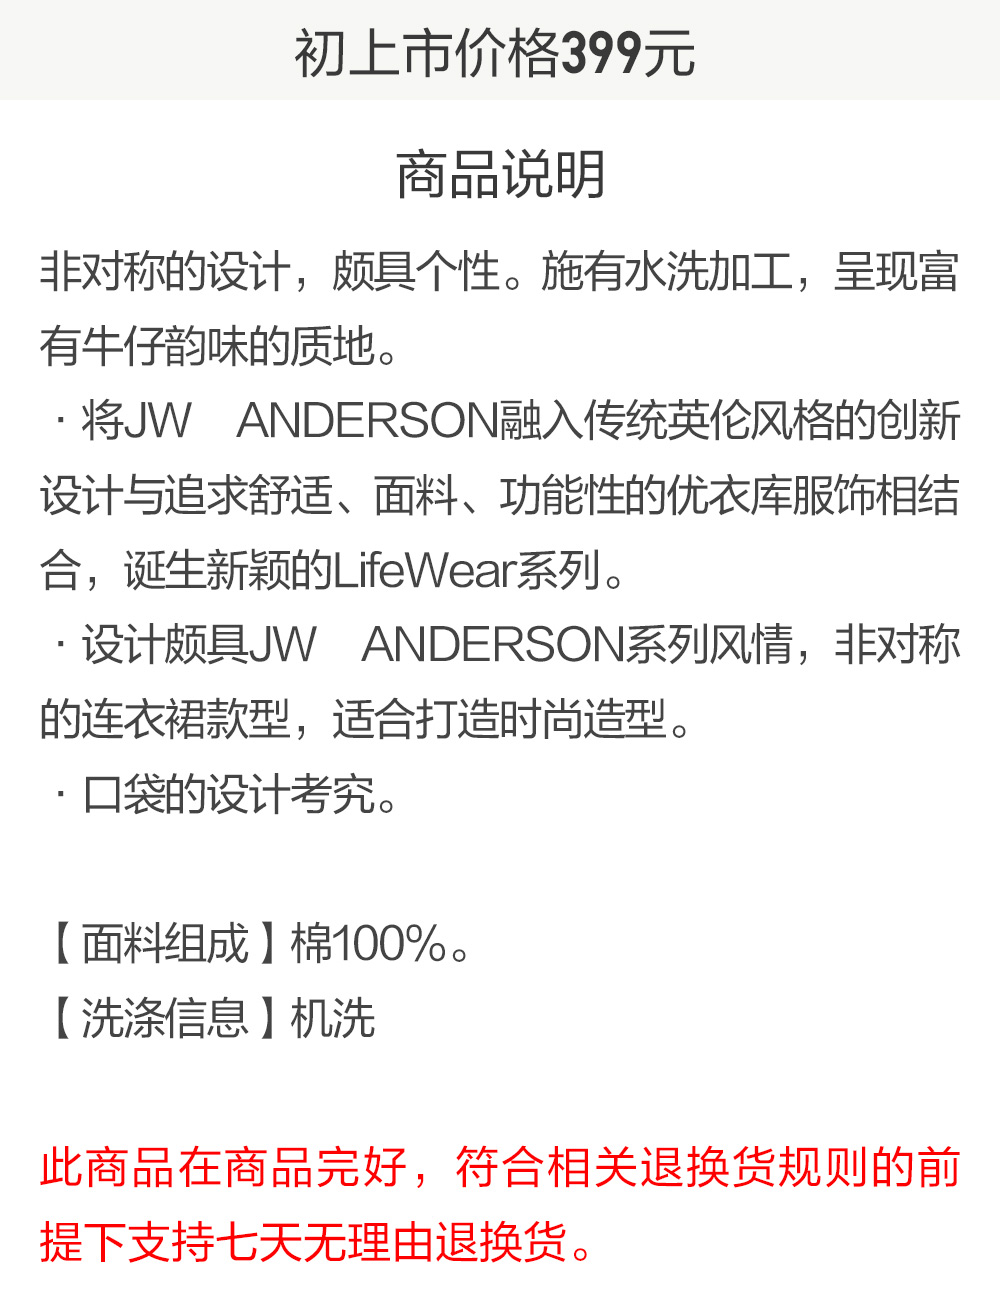 初上市价格399元
商品说明
非对称的设计，颇具个性。施有水洗加工，呈现富
有牛仔韵味的质地。
·将JW　ANDERSON融入传统英伦风格的创新
设计与追求舒适、面料、功能性的优衣库服饰相结
合，诞生新颖的LifeWear系列。
·设计颇具JW　ANDERSON系列风情，非对称
的连衣裙款型，适合打造时尚造型。
·口袋的设计考究。
【面料组成】棉100%。
【洗涤信息】机洗
此商品在商品完好，符合相关退换货规则的前
提下支持七天无理由退换货。